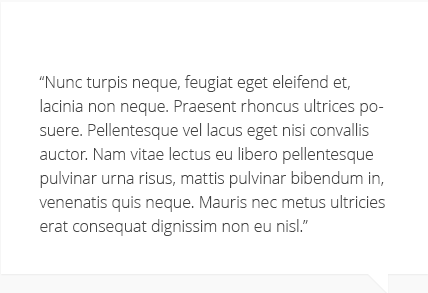 “Nunc turpis neque, feugiat eget eleifend et,
lacinia non neque. Praesent rhoncus ultrices po-
suere. Pellentesque vel lacus eget nisi convallis
auctor. Nam vitae lectus eu libero pellentesque
pulvinar urna risus, mattis pulvinar bibendum in,
venenatis quis neque. Mauris nec metus ultricies
erat consequat dignissim non eu nisl.”